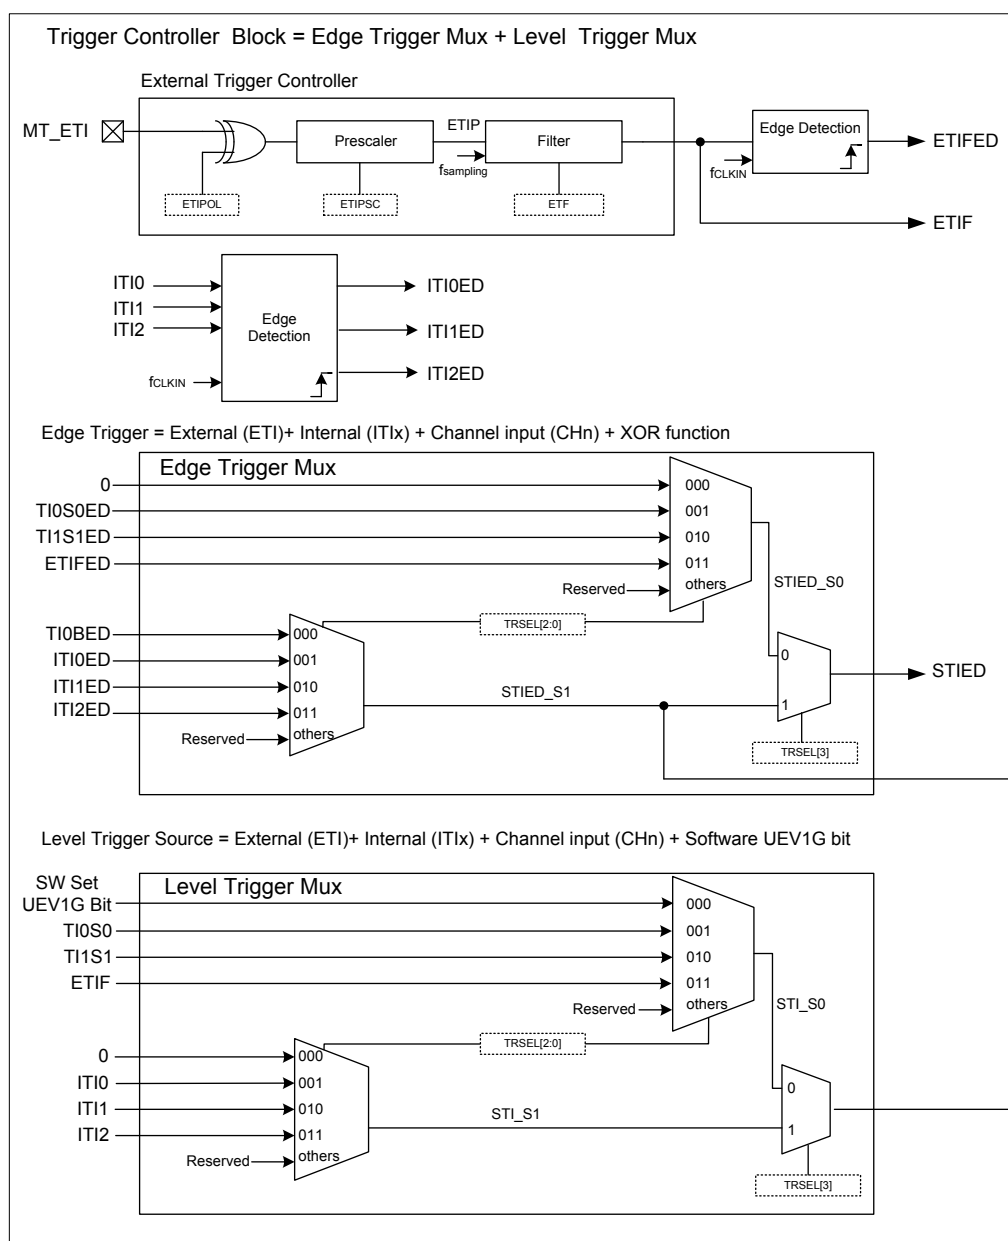 Trigger Controller Block = Edge Trigger Mux + Level Trigger Mux
External Trigger Controller
MT_ETI
Prescaler
ETIP
fsampling
Filter
Edge Detection
fCLKIN
ETIFED
ETIPOL
ETIPSC
ETF
ETIF
ITI0
ITI1
ITI2
fCLKIN
Edge
Detection
ITI0ED
ITI1ED
ITI2ED
Edge Trigger = External (ETI)+ Internal (ITIx) + Channel input (CHn) + XOR function
Edge Trigger Mux
0
TI0S0ED
TI1S1ED
ETIFED
Reserved
000
001
010
011
others
STIED_S0
TRSEL[2:0]
TI0BED
ITI0ED
ITI1ED
ITI2ED
Reserved
000
001
010
011
others
STIED_S1
0
1
STIED
TRSEL[3]
Level Trigger Source = External (ETI)+ Internal (ITIx) + Channel input (CHn) + Software UEV1G bit
Level Trigger Mux
SW Set
UEV1G Bit
TI0S0
TI1S1
ETIF
Reserved
000
001
010
011
others
STI_S0
TRSEL[2:0]
0
ITI0
ITI1
ITI2
Reserved
000
001
010
011
others
STI_S1
0
1
TRSEL[3]